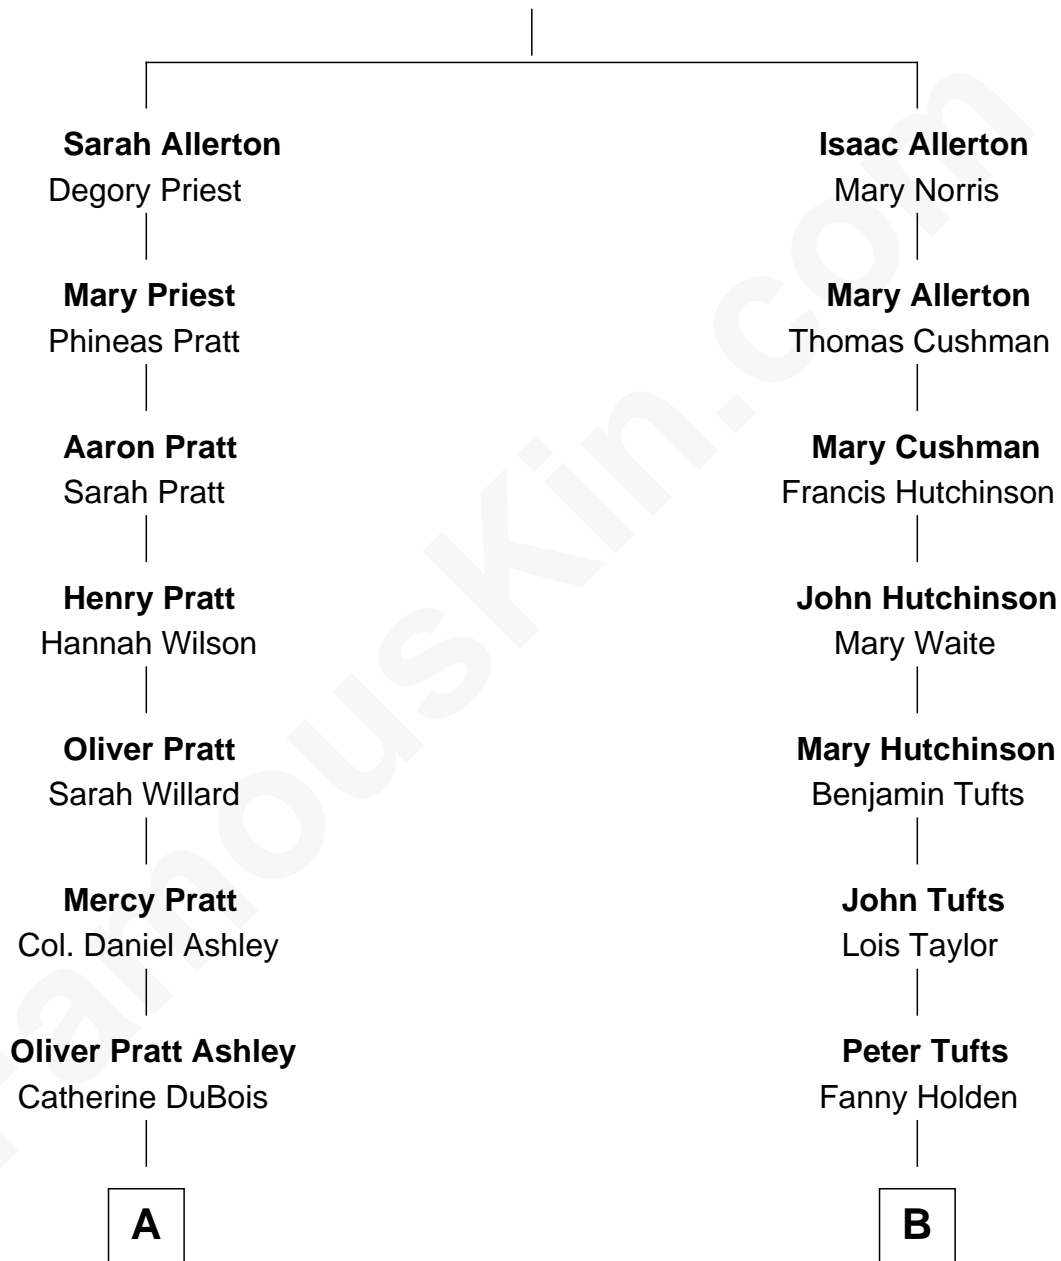 Sarah Allerton
Degory Priest
Mary Priest
Phineas Pratt
Aaron Pratt
Sarah Pratt
Henry Pratt
Hannah Wilson
Oliver Pratt
Sarah Willard
Mercy Pratt
Col. Daniel Ashley
Oliver Pratt Ashley
Catherine DuBois
A
Isaac Allerton
Mary Norris
Mary Allerton
Thomas Cushman
Mary Cushman
Francis Hutchinson
John Hutchinson
Mary Waite
Mary Hutchinson
Benjamin Tufts
John Tufts
Lois Taylor
Peter Tufts
Fanny Holden
B
FamousKin.com